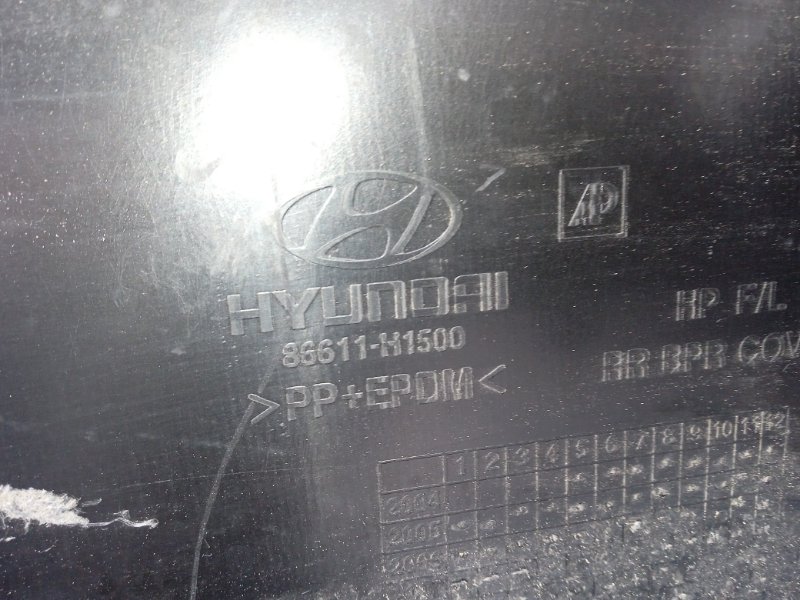 AP
HYUNDAI
HP F/L
86611-H1500
RR BPR COV
>PP+EPDM<
1 2 3 4 5 6 7 8 9 10 11 12
2004
2005